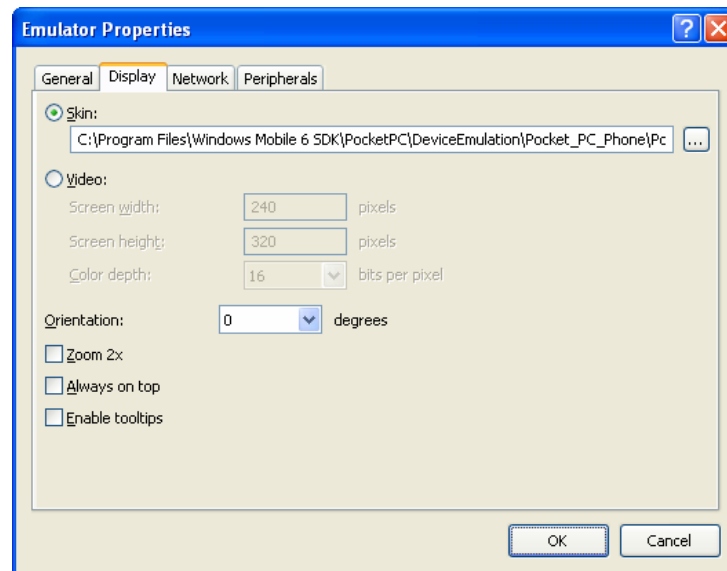 Emulator Properties
General Display Network Peripherals
Skin:
C:\Program Files\Windows Mobile 6 SDK\PocketPC\DeviceEmulation\Pocket_PC_Phone\Pc ...
Video:
Screen width: 240 pixels
Screen height: 320 pixels
Color depth: 16 bits per pixel
Orientation: 0 degrees
Zoom 2x
Always on top
Enable tooltips
OK Cancel